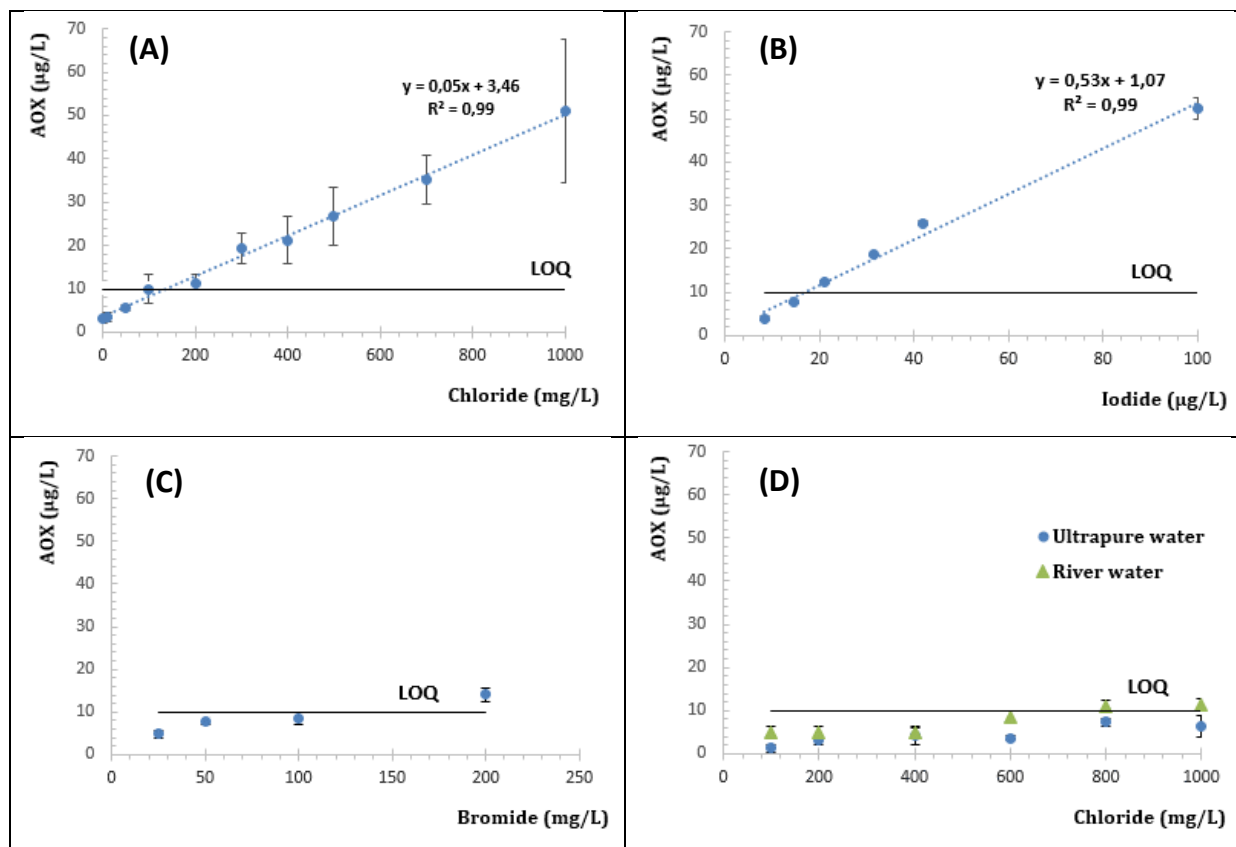 (A)
AOX (µg/L)
70
60
50
40
30
20
10
0
y = 0,05x + 3,46
R² = 0,99
LOQ
0 200 400 600 800 1000
Chloride (mg/L)
(B)
AOX (µg/L)
70
60
50
40
30
20
10
0
y = 0,53x + 1,07
R² = 0,99
LOQ
0 20 40 60 80 100
Iodide (µg/L)
(C)
AOX (µg/L)
70
60
50
40
30
20
10
0
LOQ
0 50 100 150 200 250
Bromide (mg/L)
(D)
AOX (µg/L)
70
60
50
40
30
20
10
0
Ultrapure water
River water
LOQ
0 200 400 600 800 1000
Chloride (mg/L)